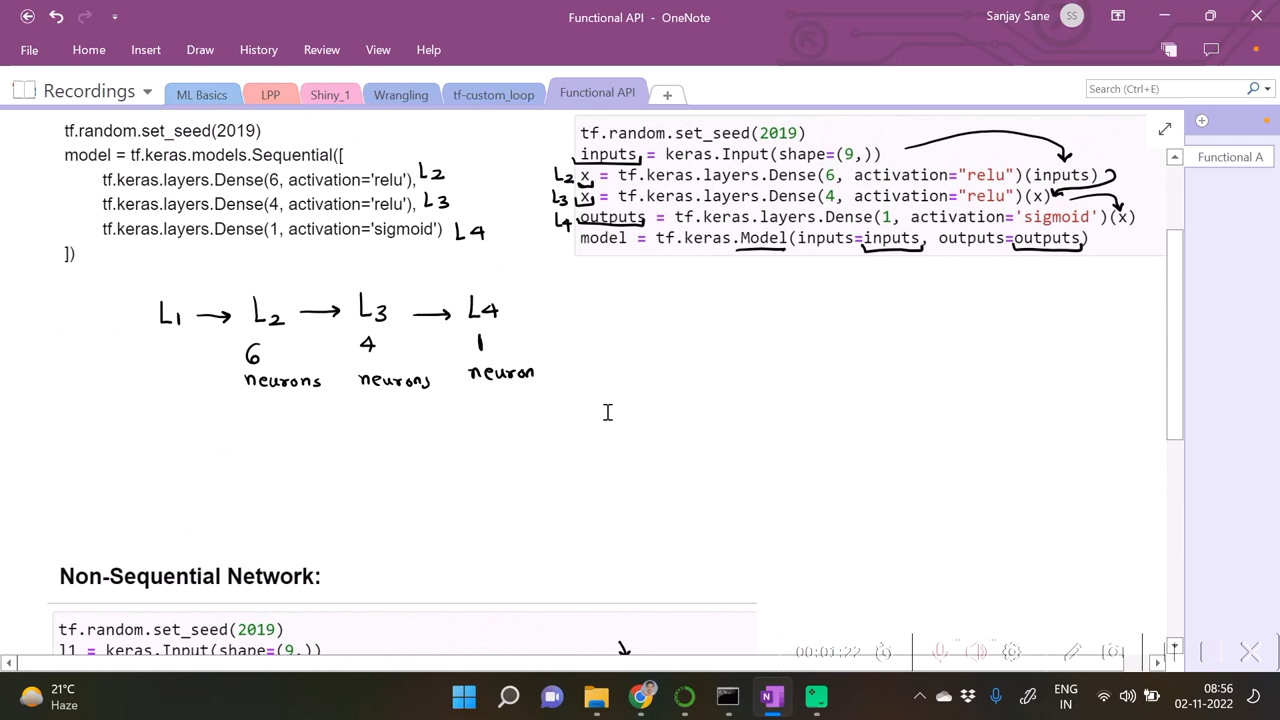 Functional API - OneNote
Sanjay Sane
SS
File Home Insert Draw History Review View Help
Recordings
ML Basics LPP Shiny_1 Wrangling tf-custom_loop Functional API
Search (Ctrl+E)
Functional A
tf.random.set_seed(2019)
model = tf.keras.models.Sequential([
tf.keras.layers.Dense(6, activation='relu'), L2
tf.keras.layers.Dense(4, activation='relu'), L3
tf.keras.layers.Dense(1, activation='sigmoid') L4
])
tf.random.set_seed(2019)
inputs = keras.Input(shape=(9,))
L2 x = tf.keras.layers.Dense(6, activation="relu")(inputs)
L3 x = tf.keras.layers.Dense(4, activation="relu")(x)
L4 outputs = tf.keras.layers.Dense(1, activation='sigmoid')(x)
model = tf.keras.Model(inputs=inputs, outputs=outputs)
L1 → L2 → L3 → L4
6 4 1
neurons neurons neuron
Non-Sequential Network:
tf.random.set_seed(2019)
l1 = keras.Input(shape=(9,))
00:01:22
21°C
Haze
ENG
IN
08:56
02-11-2022